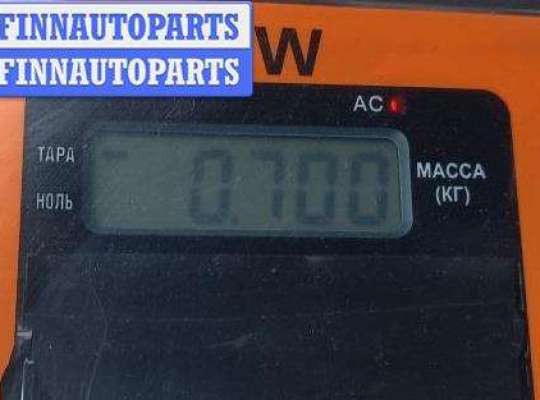 FINNAUTOPARTS
FINNAUTOPARTS
W
AC
ТАРА
0.700
МАССА
(КГ)
НОЛЬ